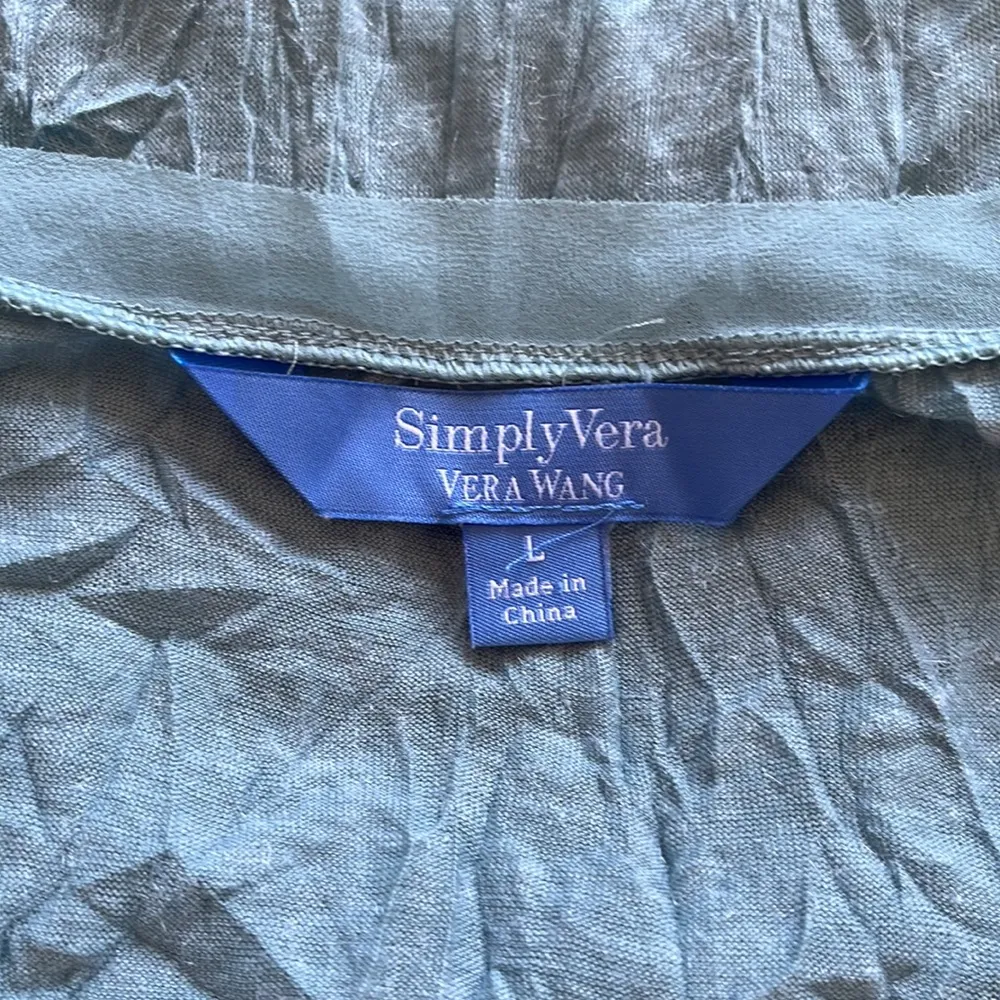 SimplyVera
VERA WANG
L
Made in
China